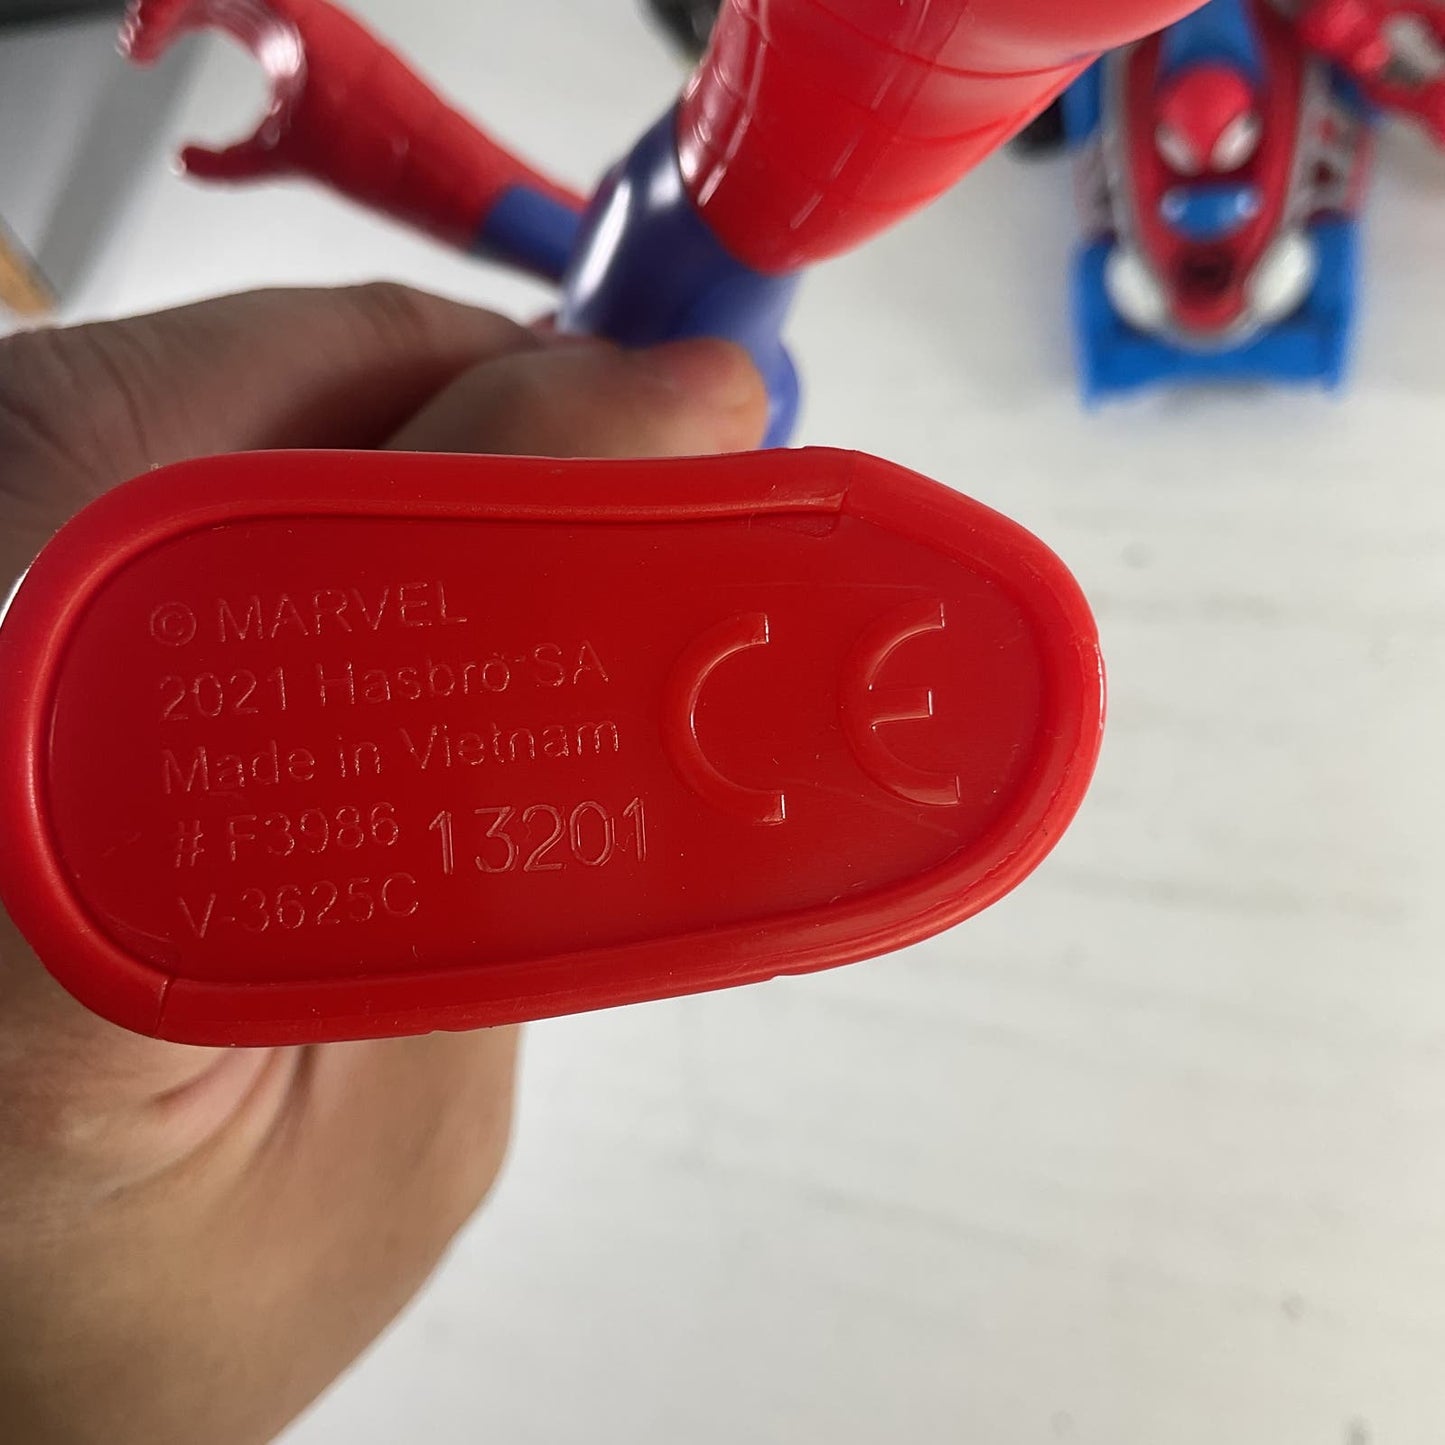 © MARVEL
2021 Hasbro SA
Made in Vietnam
# F3986 13201
V-3625C
CE